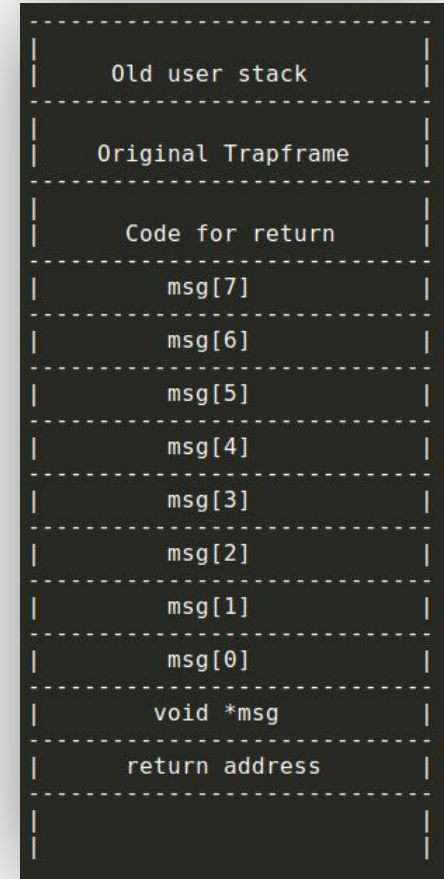 Old user stack
Original Trapframe
Code for return
msg[7]
msg[6]
msg[5]
msg[4]
msg[3]
msg[2]
msg[1]
msg[0]
void *msg
return address